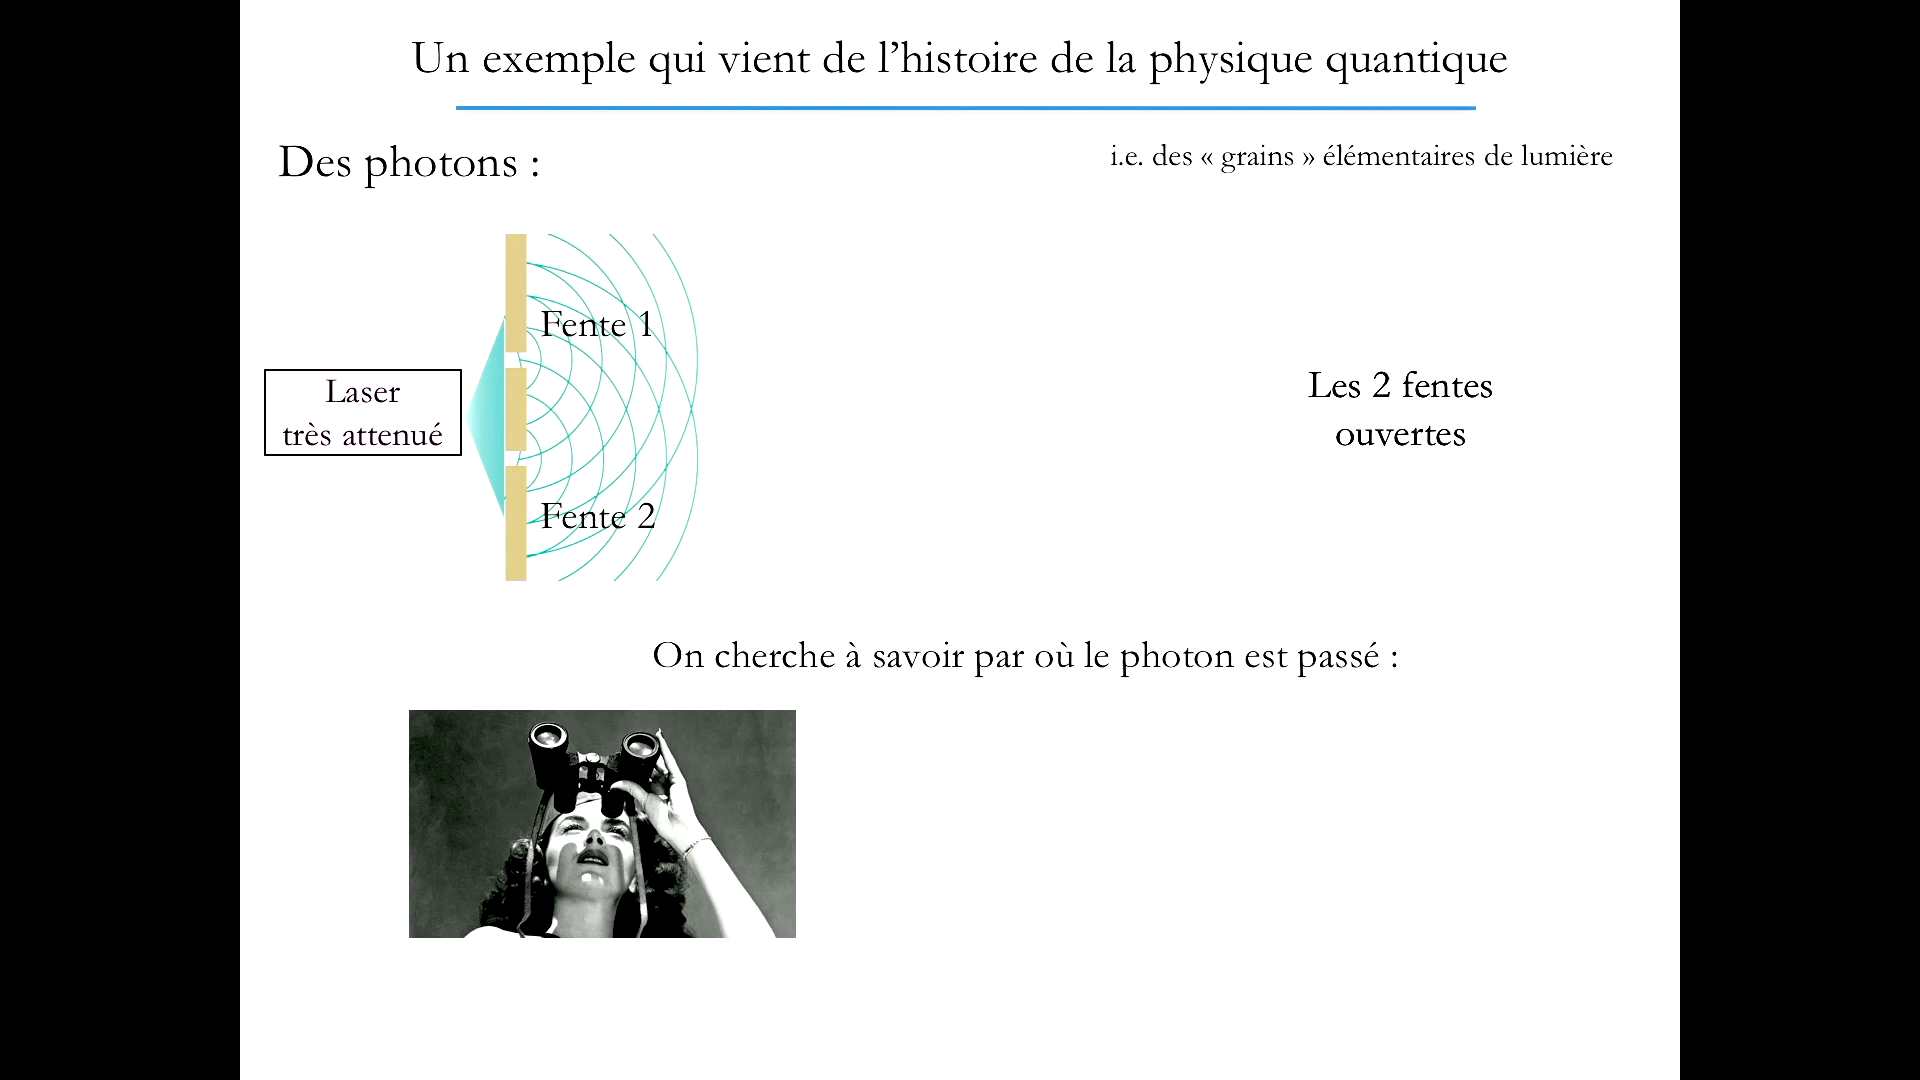 Un exemple qui vient de l’histoire de la physique quantique
Des photons :
i.e. des « grains » élémentaires de lumière
Fente 1
Laser
très attenué
Les 2 fentes
ouvertes
Fente 2
On cherche à savoir par où le photon est passé :